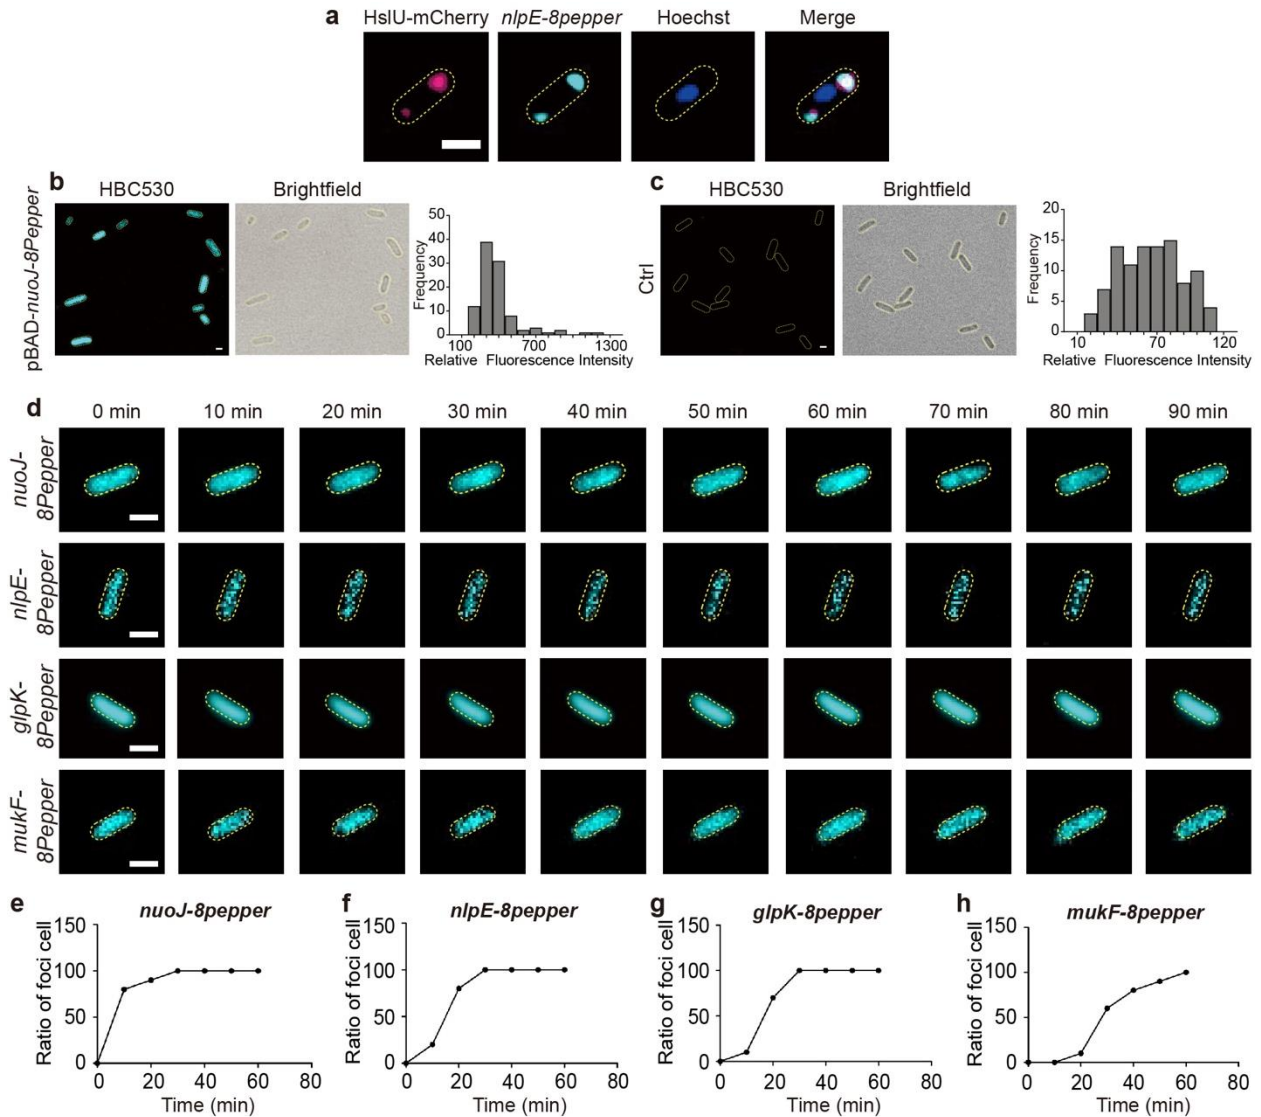 a
HslU-mCherry nlpE-8pepper Hoechst Merge
b
HBC530 Brightfield
pBAD-nuoJ-8Pepper
50
40
30
20
10
0
Frequency
100 700 1300
Relative Fluorescence Intensity
c
HBC530 Brightfield
Ctrl
20
15
10
5
0
Frequency
10 70 120
Relative Fluorescence Intensity
d
0 min 10 min 20 min 30 min 40 min 50 min 60 min 70 min 80 min 90 min
nuoJ-
8Pepper
nlpE-
8Pepper
glpK-
8Pepper
mukF-
8Pepper
e
nuoJ-8pepper
Ratio of foci cell
150
100
50
0
0 20 40 60 80
Time (min)
f
nlpE-8pepper
Ratio of foci cell
150
100
50
0
0 20 40 60 80
Time (min)
g
glpK-8pepper
Ratio of foci cell
150
100
50
0
0 20 40 60 80
Time (min)
h
mukF-8pepper
Ratio of foci cell
150
100
50
0
0 20 40 60 80
Time (min)